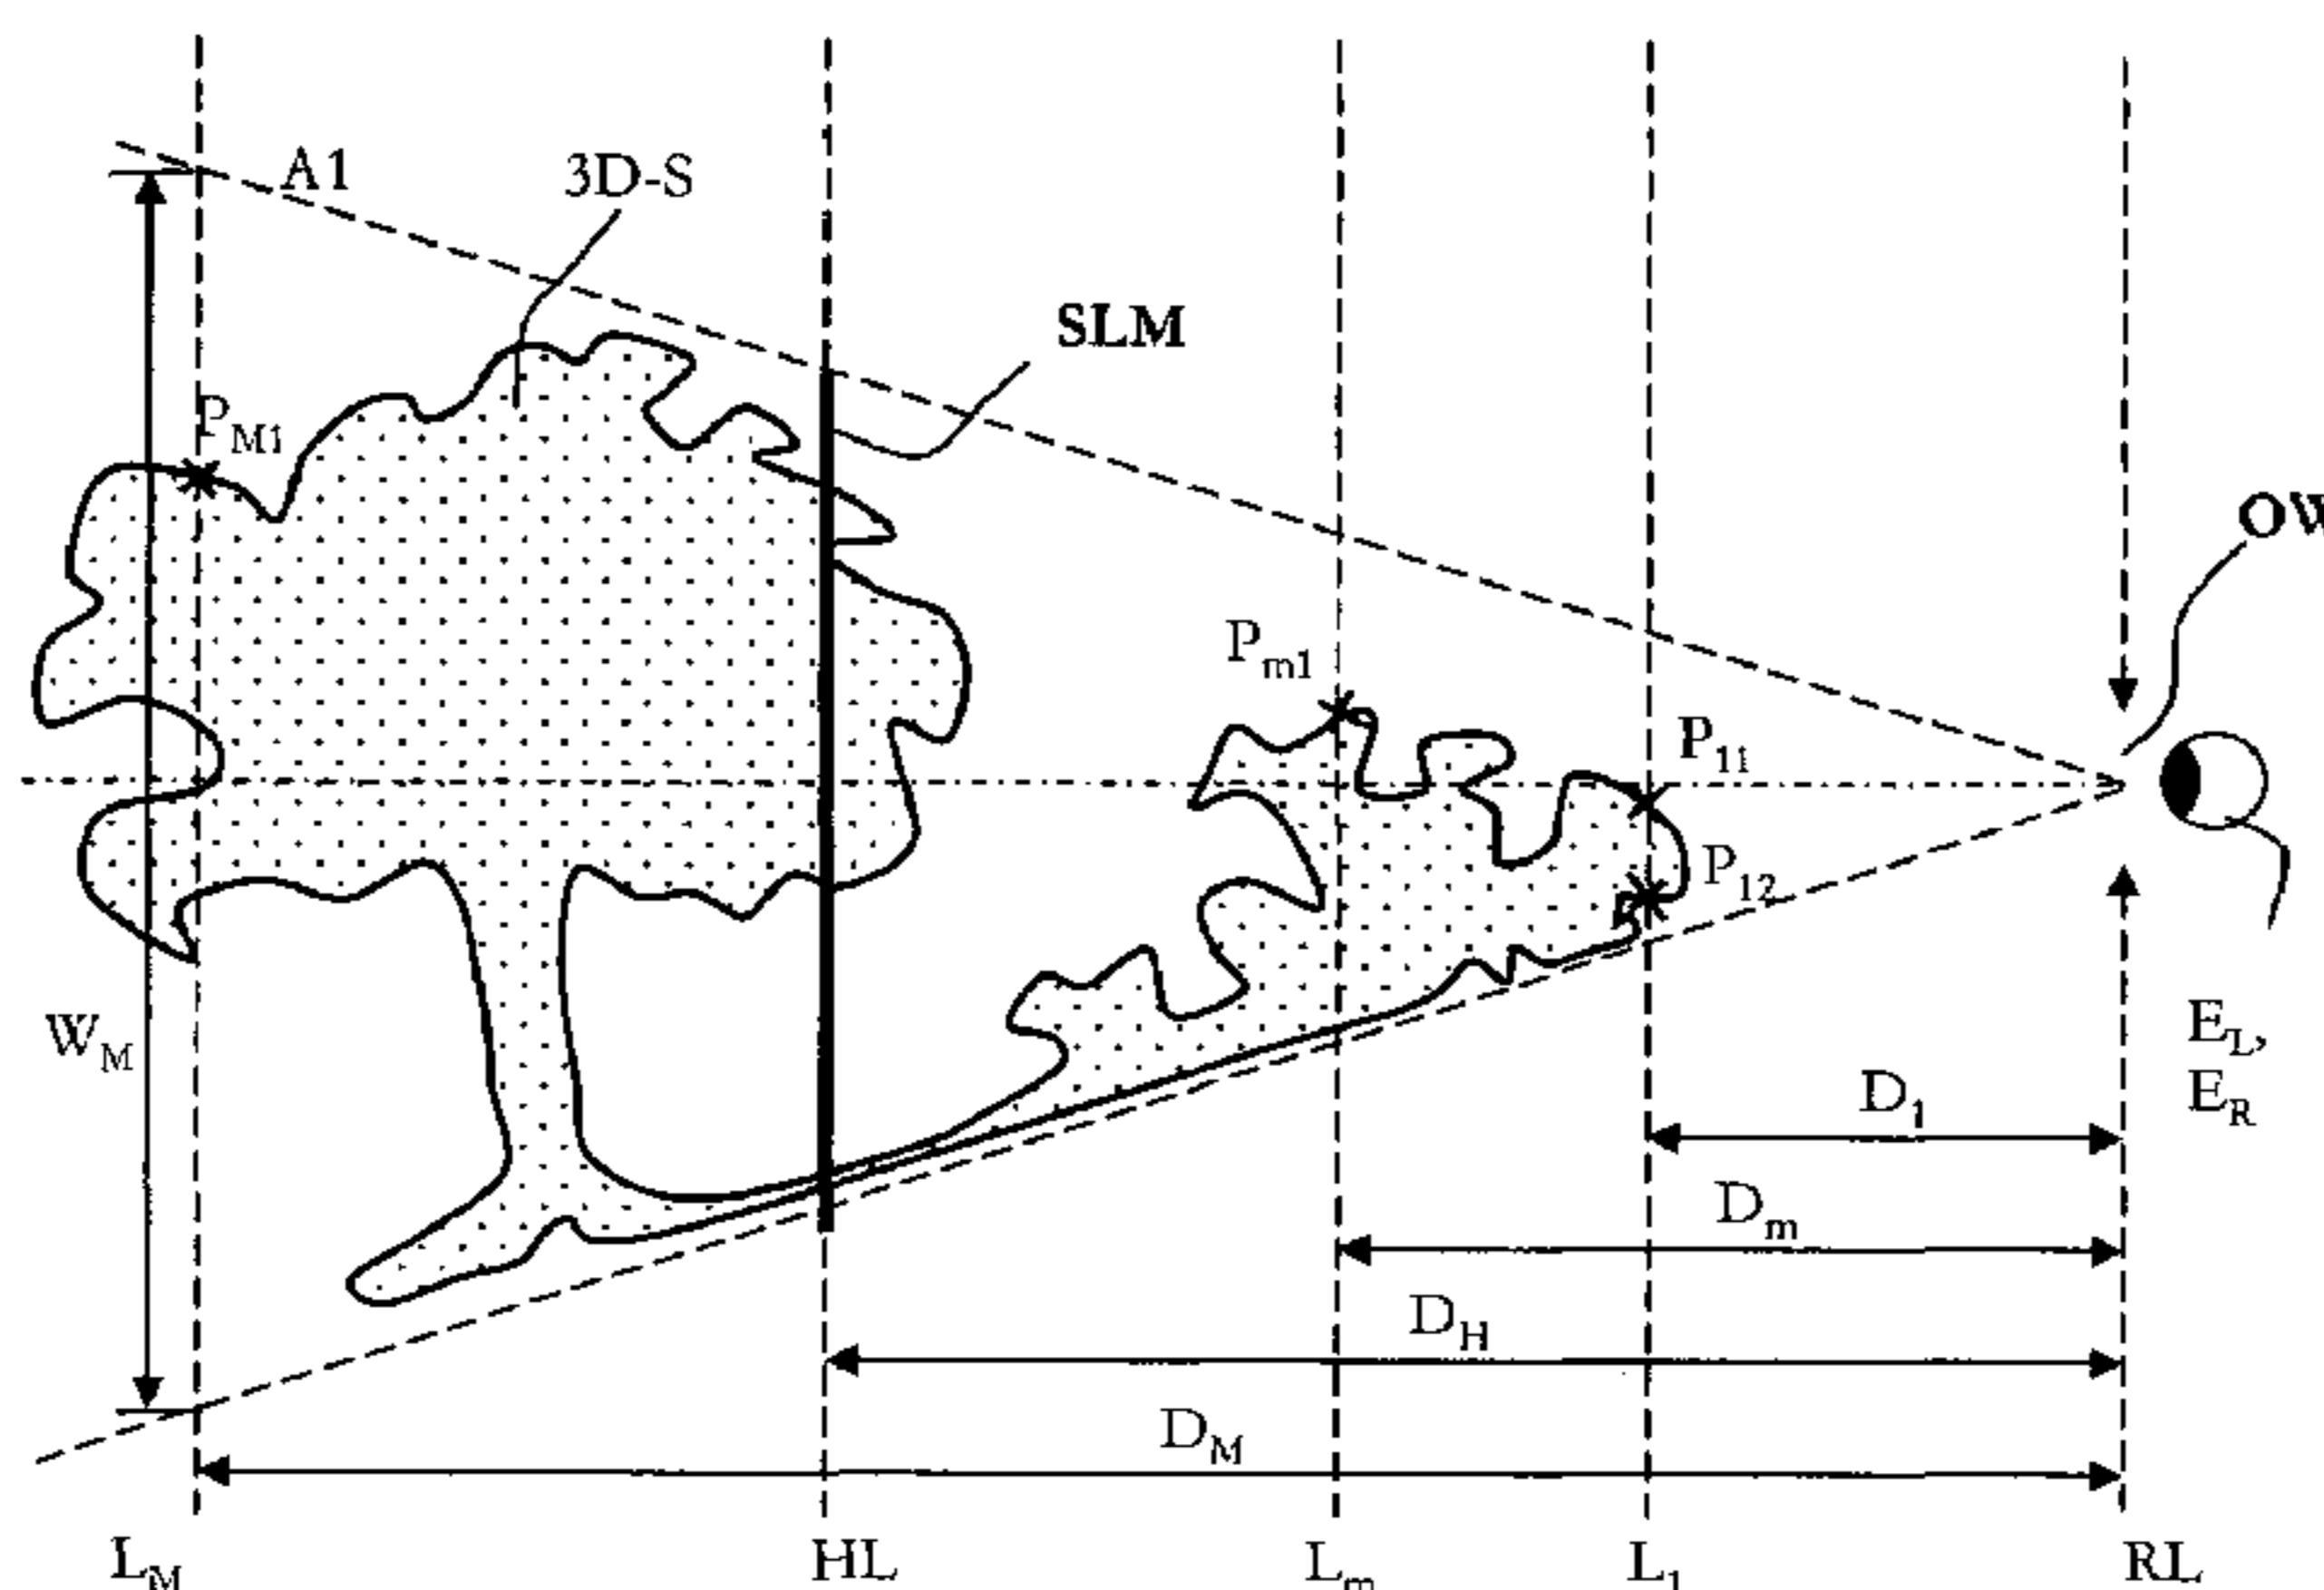 A1
3D-S
SLM
P_M1
OW
P_m1
P_11
P_12
W_M
E_L,
E_R
D_1
D_m
D_H
D_M
L_M
HL
L_m
L_1
RL